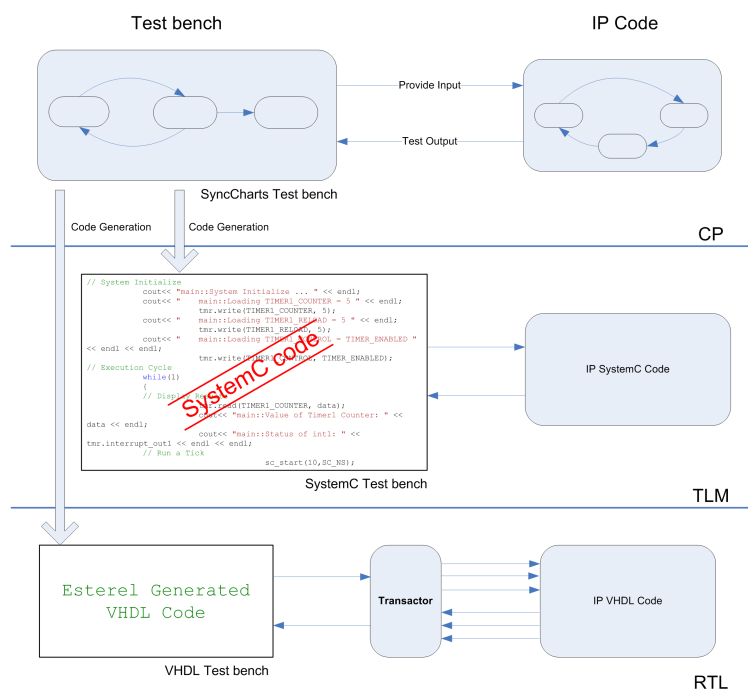 Test bench
IP Code
Provide Input
Test Output
SyncCharts Test bench
Code Generation
Code Generation
CP
// System Initialize
cout<< "main::System Initialize ... " << endl;
cout<< "    main::Loading TIMER1_COUNTER = 5 " << endl;
tmr.write(TIMER1_COUNTER, 5);
cout<< "    main::Loading TIMER1_RELOAD = 5 " << endl;
tmr.write(TIMER1_RELOAD, 5);
cout<< "    main::Loading TIMER1_CONTROL = TIMER_ENABLED "
<< endl << endl;
tmr.write(TIMER1_CONTROL, TIMER_ENABLED);
// Execution Cycle
while(1)
{
// Display
tmr.read(TIMER1_COUNTER, data);
cout<< "main::Value of Timer1 Counter: " <<
data << endl;
cout<< "main::Status of int1: " <<
tmr.interrupt_out1 << endl << endl;
// Run a Tick
sc_start(10,SC_NS);
SystemC code
IP SystemC Code
SystemC Test bench
TLM
Esterel Generated
VHDL Code
Transactor
IP VHDL Code
VHDL Test bench
RTL